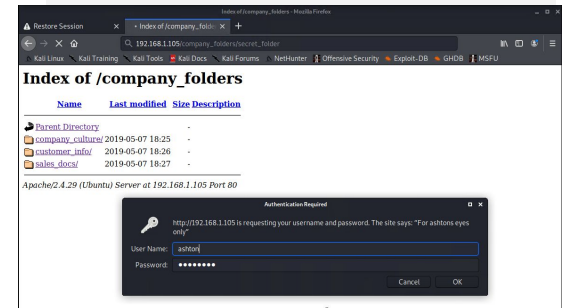 Index of /company_folders - Mozilla Firefox
Restore Session
Index of /company_folde
192.168.1.105/company_folders/secret_folder
Kali Linux Kali Training Kali Tools Kali Docs Kali Forums NetHunter Offensive Security Exploit-DB GHDB MSFU
Index of /company_folders
Name Last modified Size Description
Parent Directory -
company_culture/ 2019-05-07 18:25 -
customer_info/ 2019-05-07 18:26 -
sales_docs/ 2019-05-07 18:27 -
Apache/2.4.29 (Ubuntu) Server at 192.168.1.105 Port 80
Authentication Required
http://192.168.1.105 is requesting your username and password. The site says: "For ashtons eyes
only"
User Name: ashton
Password: ••••••••
Cancel OK